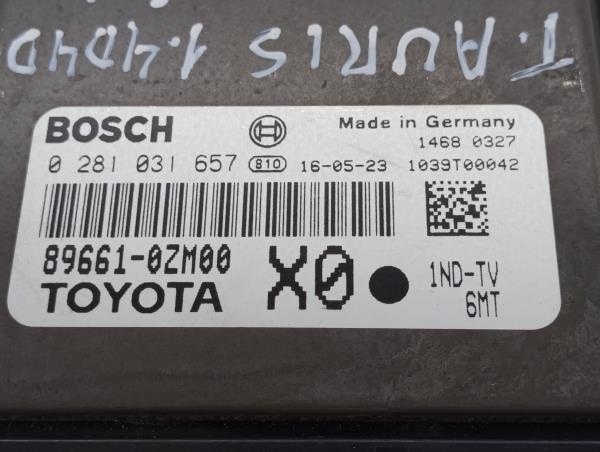 T. AURIS 1.4D4D
BOSCH Made in Germany
1468 0327
0 281 031 657 810 16-05-23 1039T00042
89661-0ZM00 X0 1ND-TV
TOYOTA 6MT